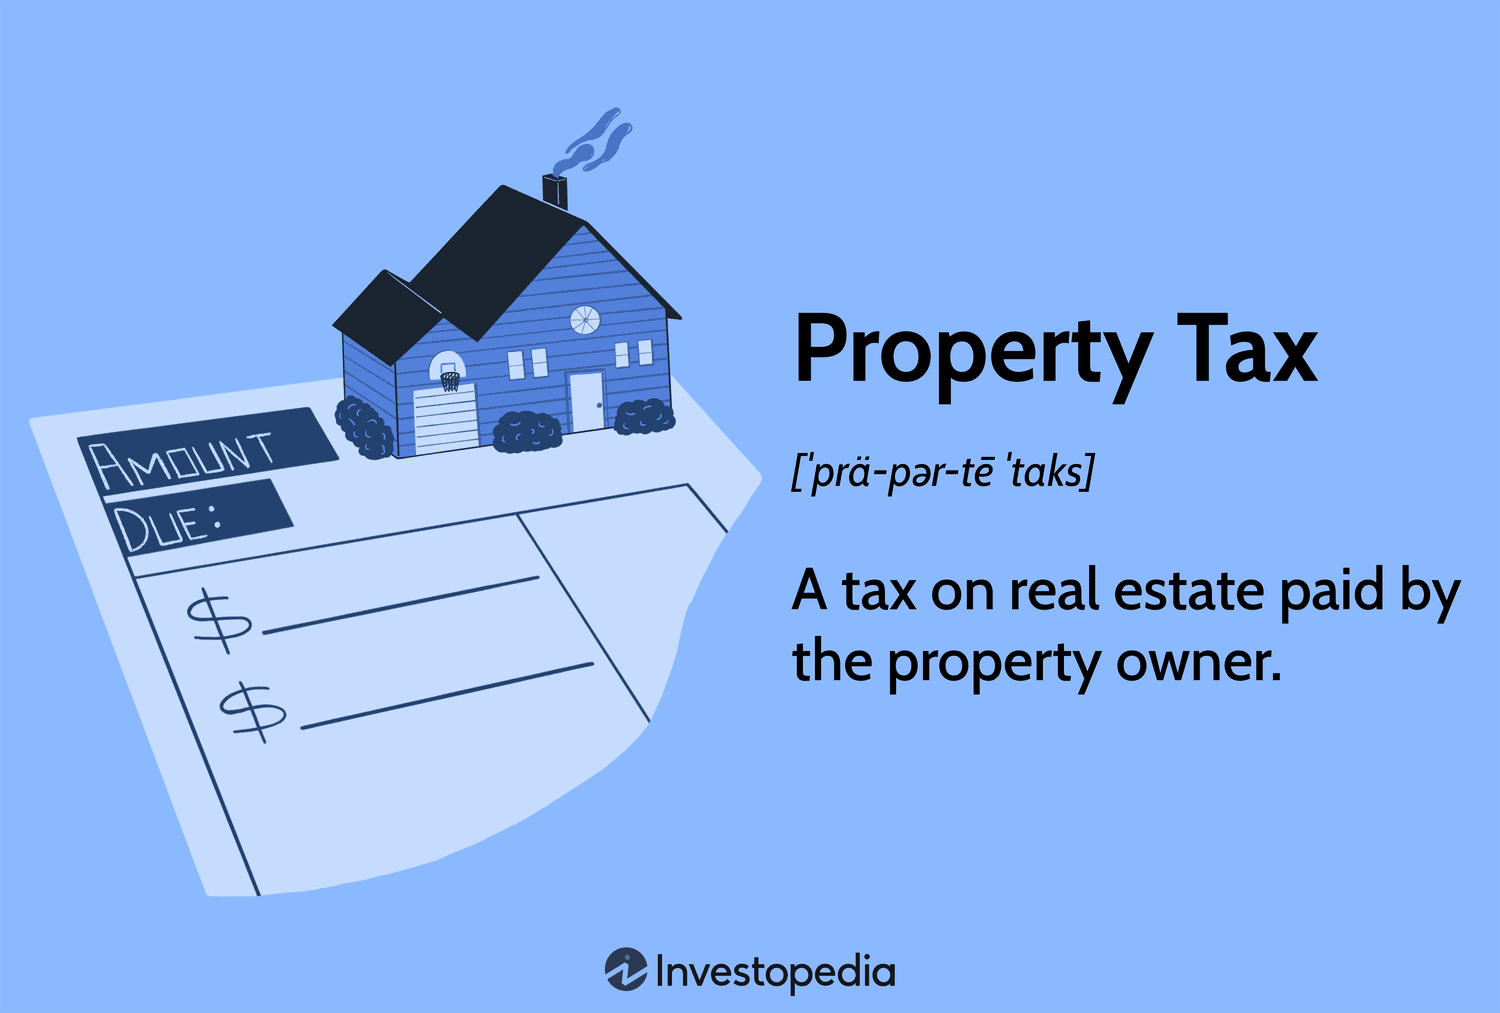 AMOUNT
DUE:
$
$
Property Tax
[ˈprä-pər-tē ˈtaks]
A tax on real estate paid by
the property owner.
Investopedia